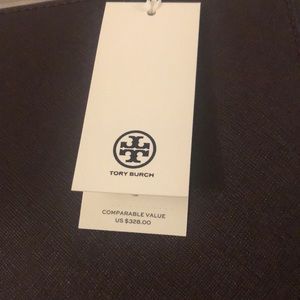 TORY BURCH
COMPARABLE VALUE
US $328.00